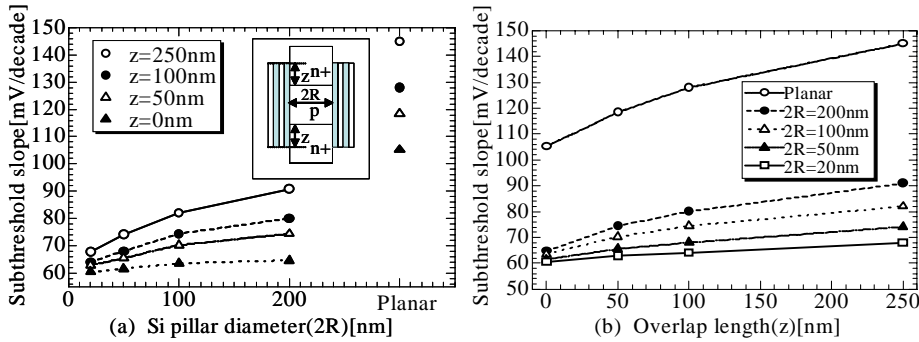 Subthreshold slope[mV/decade]
150
140
130
120
110
100
90
80
70
60
z=250nm
z=100nm
z=50nm
z=0nm
z n+
2R
p
z
n+
0
100
200
Planar
(a) Si pillar diameter(2R)[nm]
Subthreshold slope[mV/decade]
150
140
130
120
110
100
90
80
70
60
50
Planar
2R=200nm
2R=100nm
2R=50nm
2R=20nm
0
50
100
150
200
250
(b) Overlap length(z)[nm]